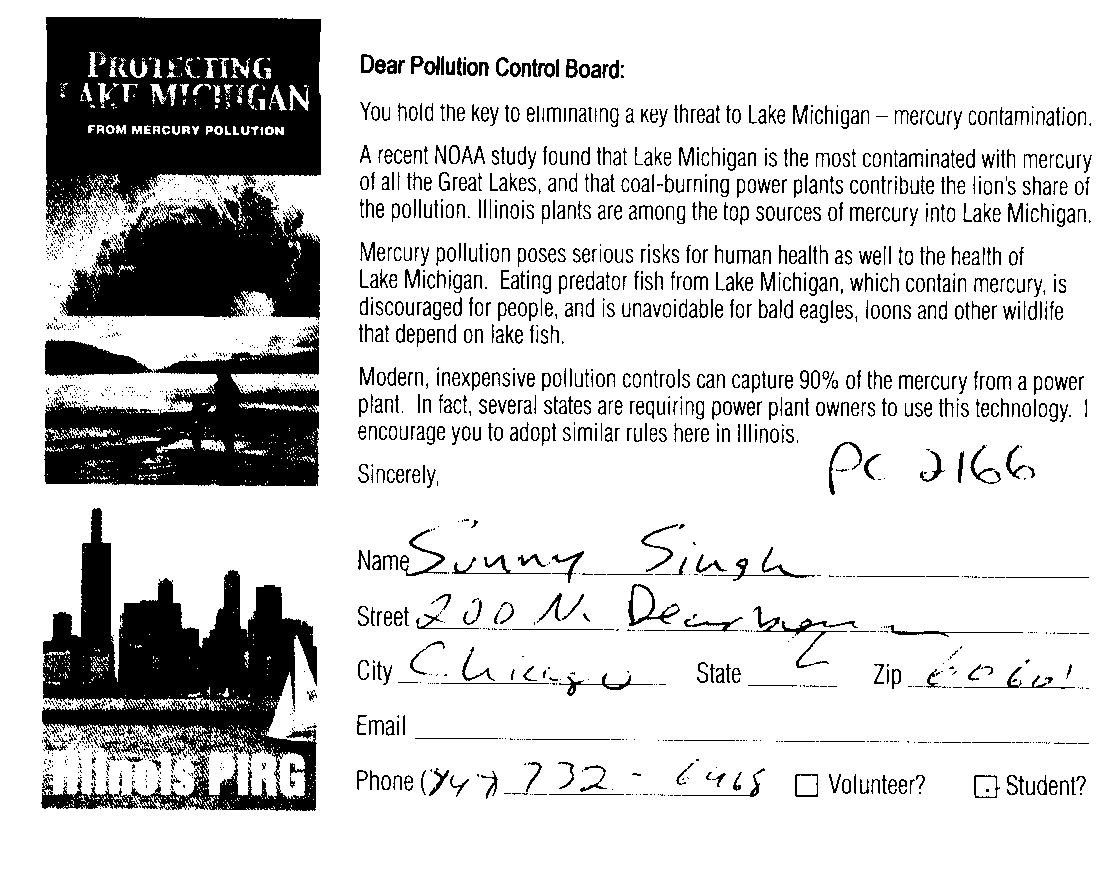 PROTECTING
LAKE MICHIGAN
FROM MERCURY POLLUTION
Illinois PIRG
Dear Pollution Control Board:
You hold the key to eliminating a key threat to Lake Michigan – mercury contamination.
A recent NOAA study found that Lake Michigan is the most contaminated with mercury
of all the Great Lakes, and that coal-burning power plants contribute the lion's share of
the pollution. Illinois plants are among the top sources of mercury into Lake Michigan.
Mercury pollution poses serious risks for human health as well to the health of
Lake Michigan. Eating predator fish from Lake Michigan, which contain mercury, is
discouraged for people, and is unavoidable for bald eagles, loons and other wildlife
that depend on lake fish.
Modern, inexpensive pollution controls can capture 90% of the mercury from a power
plant. In fact, several states are requiring power plant owners to use this technology. I
encourage you to adopt similar rules here in Illinois.
Sincerely,
PC 2166
Name Sunny Singh
Street 200 N. Dearborn
City Chicago State Zip 60601
Email
Phone ( ) 732 - 6468 Volunteer? Student?